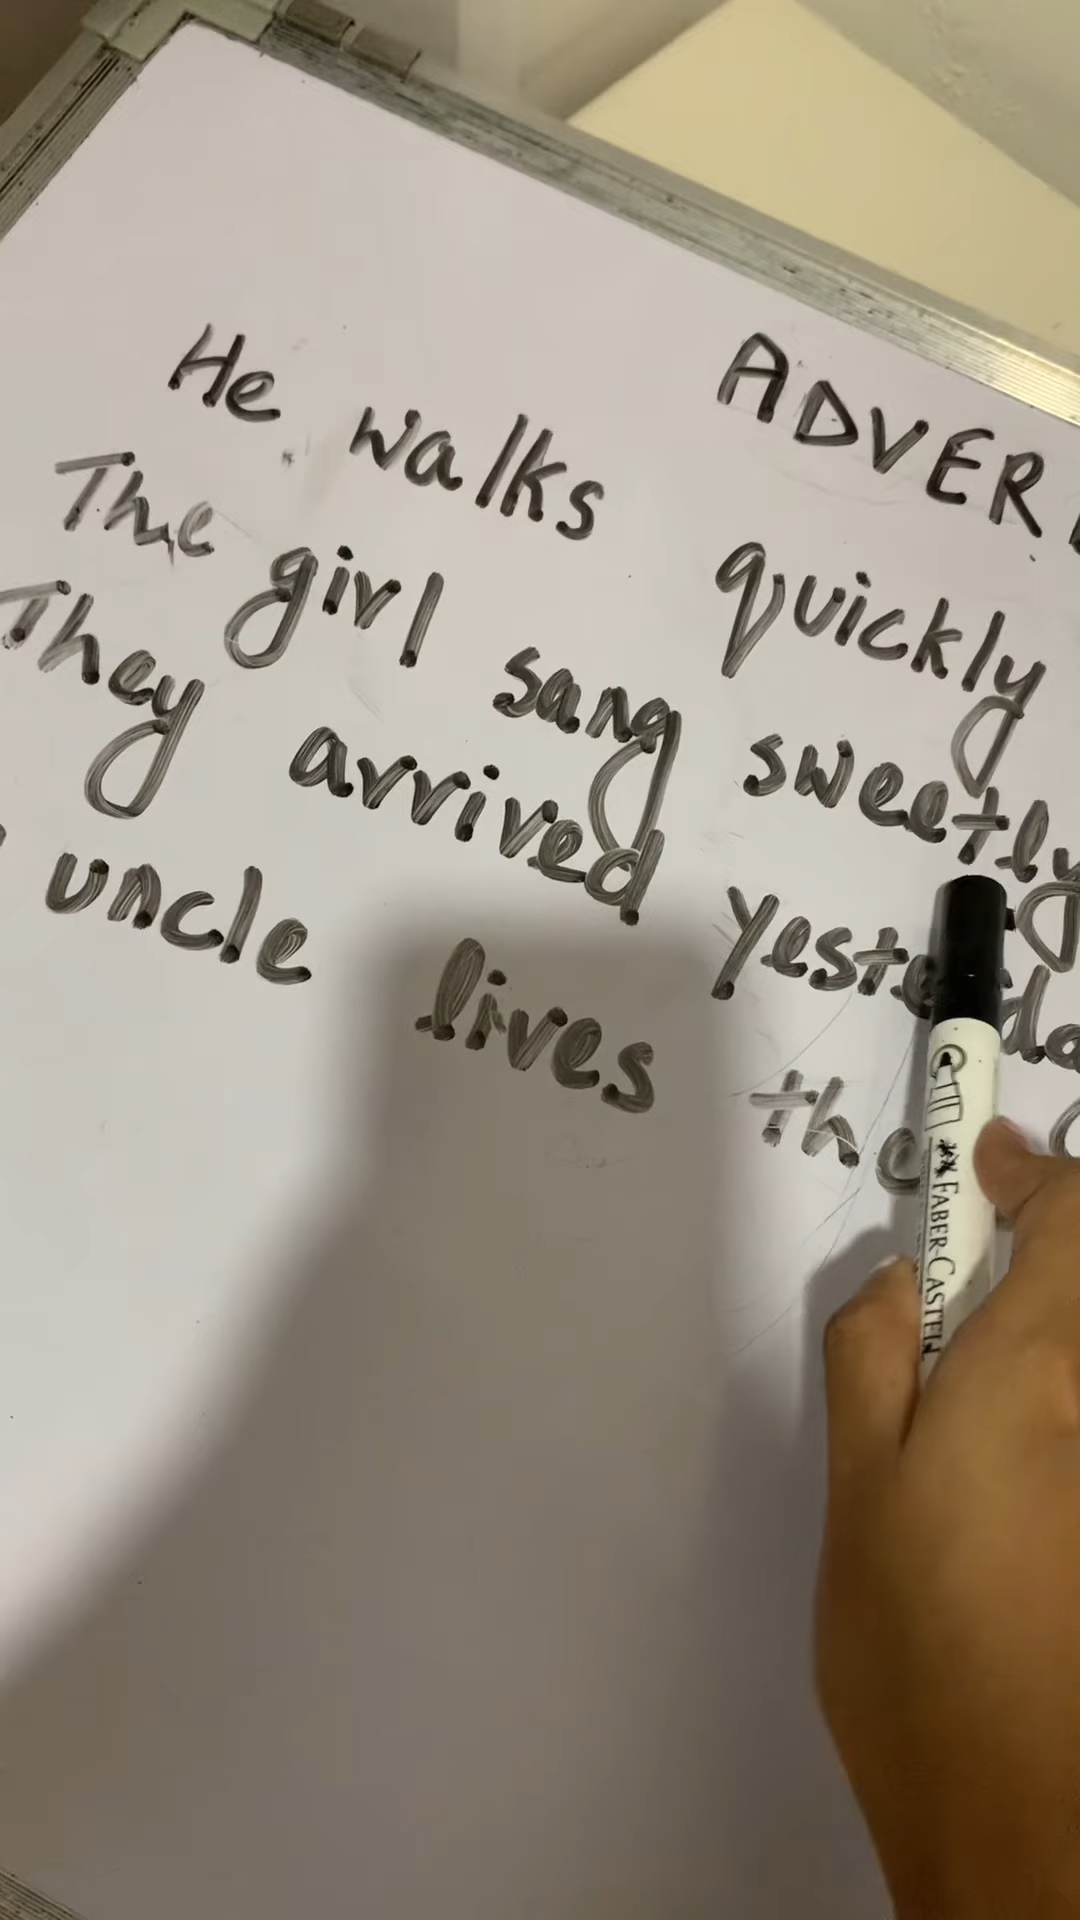 ADVER
He walks quickly
The girl sang sweetly
They arrived
uncle lives
FABER-CASTELL